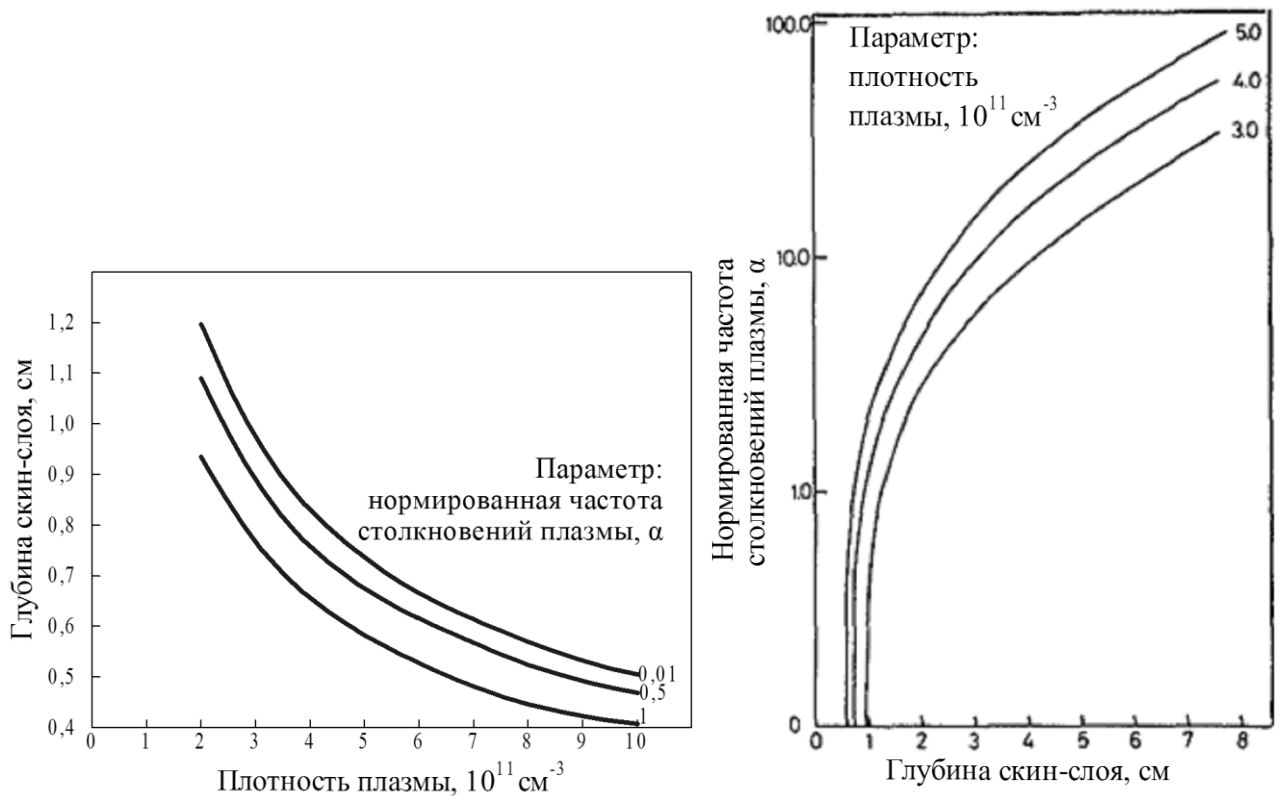 1,2
1,1
1,0
0,9
0,8
0,7
0,6
0,5
0,4
Глубина скин-слоя, см
Параметр:
нормированная частота
столкновений плазмы, α
0,01
0,5
1
0 1 2 3 4 5 6 7 8 9 10
Плотность плазмы, 10¹¹ см⁻³
100.0
10.0
1.0
0
Нормированная частота
столкновений плазмы, α
Параметр:
плотность
плазмы, 10¹¹ см⁻³
5.0
4.0
3.0
0 1 2 3 4 5 6 7 8
Глубина скин-слоя, см